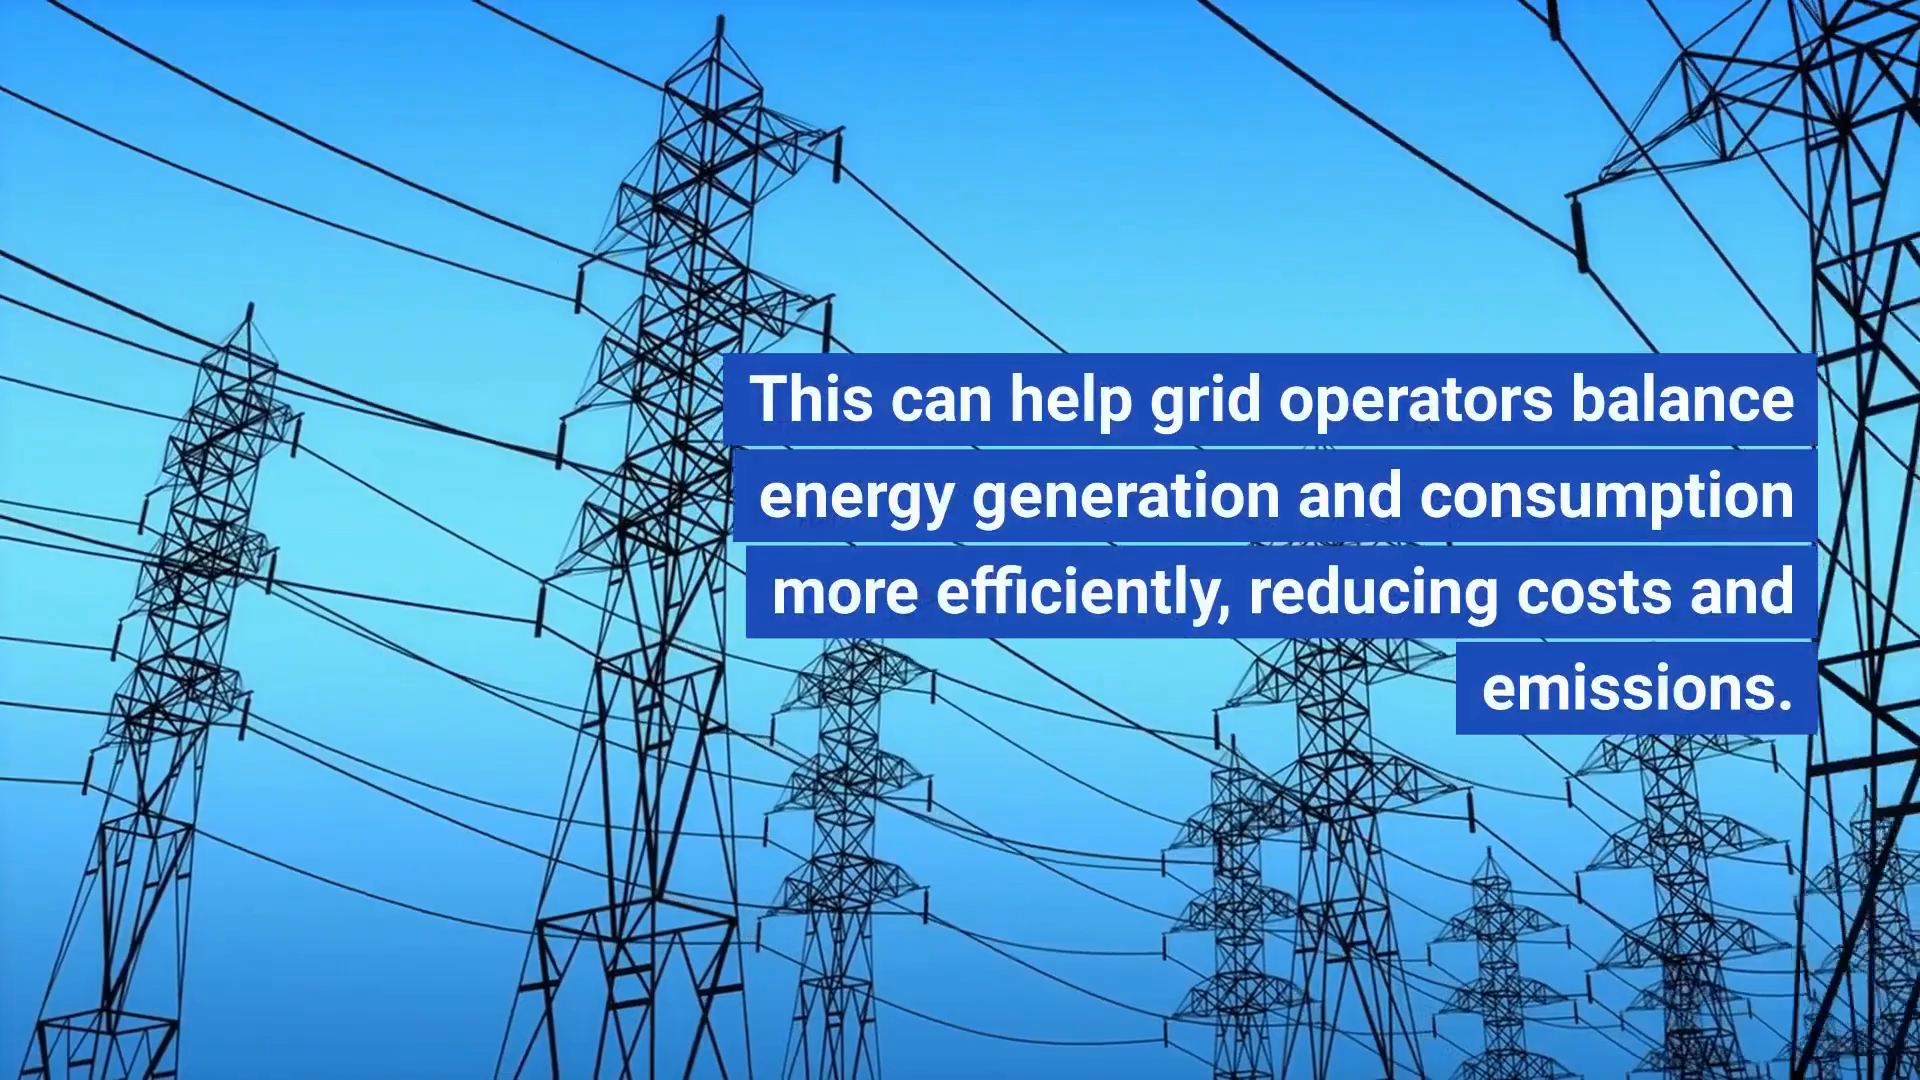 This can help grid operators balance
energy generation and consumption
more efficiently, reducing costs and
emissions.